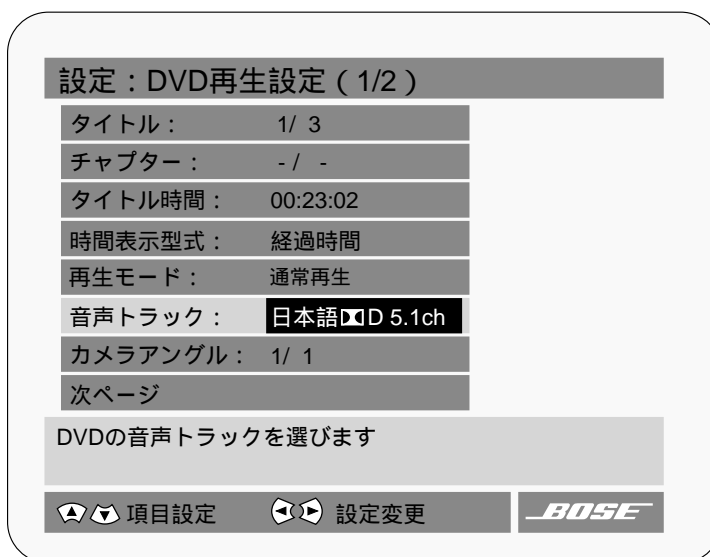 設定：DVD再生設定（1/2）
タイトル： 1/ 3
チャプター： - / -
タイトル時間： 00:23:02
時間表示型式： 経過時間
再生モード： 通常再生
音声トラック： 日本語 D 5.1ch
カメラアングル： 1/ 1
次ページ
DVDの音声トラックを選びます
項目設定 設定変更 BOSE